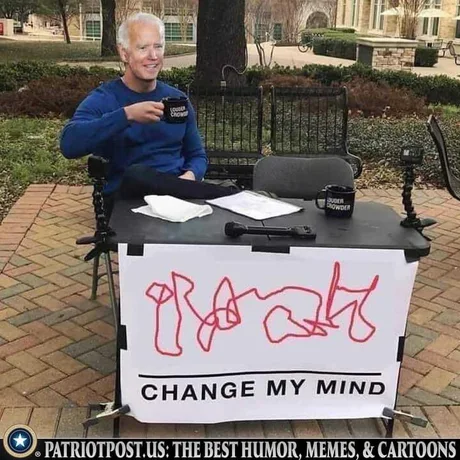 LOUDER
CROWDER
LOUDER
CROWDER
CHANGE MY MIND
PATRIOTPOST.US: THE BEST HUMOR, MEMES, & CARTOONS